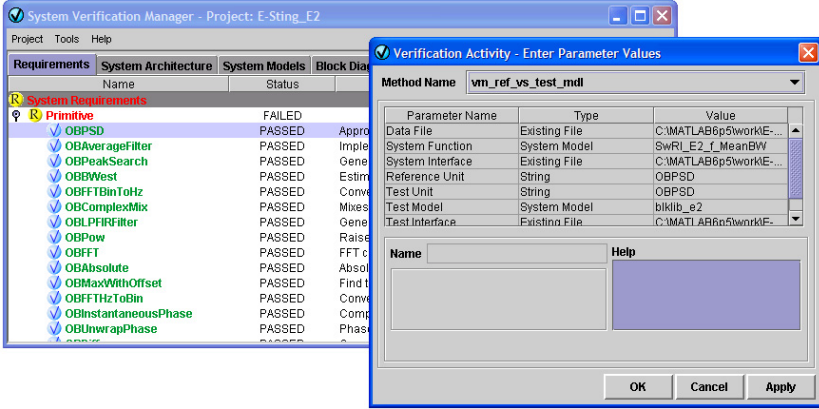 System Verification Manager - Project: E-Sting_E2
Project Tools Help
Requirements System Architecture System Models Block Dia
Name Status
R System Requirements
R Primitive FAILED
OBPSD PASSED Appro
OBAverageFilter PASSED Imple
OBPeakSearch PASSED Gene
OBBWest PASSED Estim
OBFFTBinToHz PASSED Conve
OBComplexMix PASSED Mixes
OBLPFIRFilter PASSED Gene
OBPow PASSED Raise
OBFFT PASSED FFT c
OBAbsolute PASSED Absol
OBMaxWithOffset PASSED Find t
OBFFTHzToBin PASSED Conve
OBInstantaneousPhase PASSED Comp
OBUnwrapPhase PASSED Phas
Verification Activity - Enter Parameter Values
Method Name vm_ref_vs_test_mdl
Parameter Name Type Value
Data File Existing File C:\MATLAB6p5\work\E-...
System Function System Model SwRI_E2_f_MeanBW
System Interface Existing File C:\MATLAB6p5\work\E-...
Reference Unit String OBPSD
Test Unit String OBPSD
Test Model System Model blklib_e2
Test Interface Existing File C:\MATLAB6p5\work\E-
Name Help
OK Cancel Apply